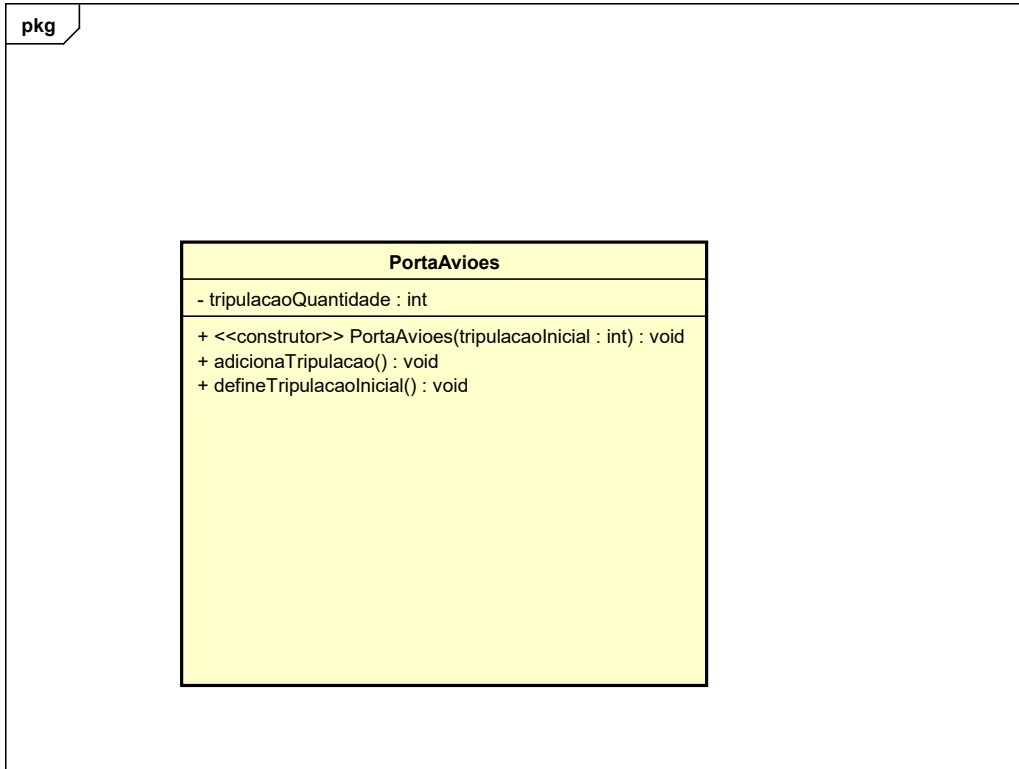 pkg
PortaAvioes
- tripulacaoQuantidade : int
+ <<construtor>> PortaAvioes(tripulacaoInicial : int) : void
+ adicionaTripulacao() : void
+ defineTripulacaoInicial() : void